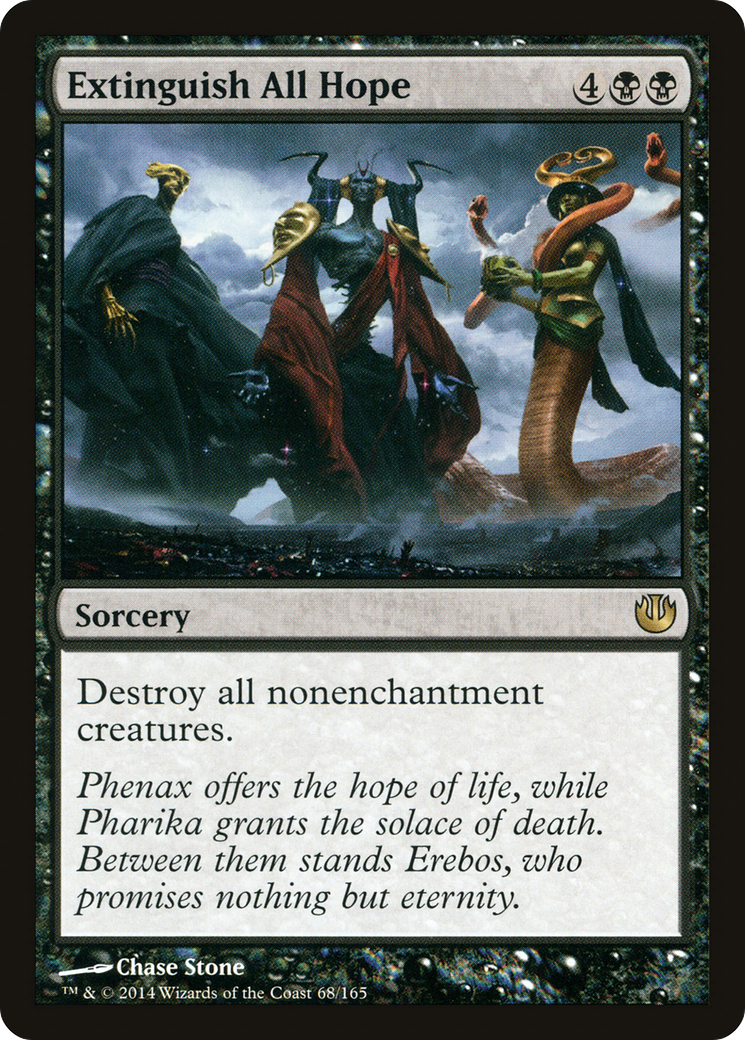 Extinguish All Hope 4
Sorcery
Destroy all nonenchantment
creatures.
Phenax offers the hope of life, while
Pharika grants the solace of death.
Between them stands Erebos, who
promises nothing but eternity.
Chase Stone
™ & © 2014 Wizards of the Coast 68/165